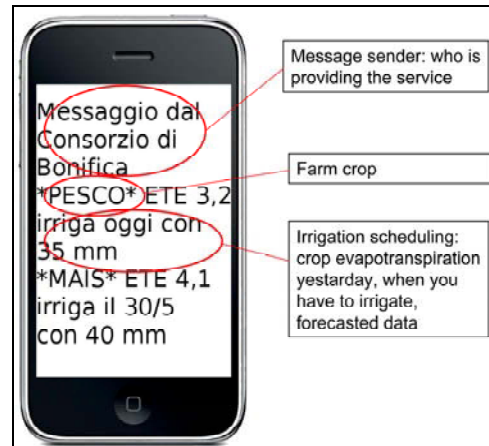 Messaggio dal
Consorzio di
Bonifica
*PESCO* ETE 3,2
irriga oggi con
35 mm
*MAIS* ETE 4,1
irriga il 30/5
con 40 mm
Message sender: who is
providing the service
Farm crop
Irrigation scheduling:
crop evapotranspiration
yestarday, when you
have to irrigate,
forecasted data